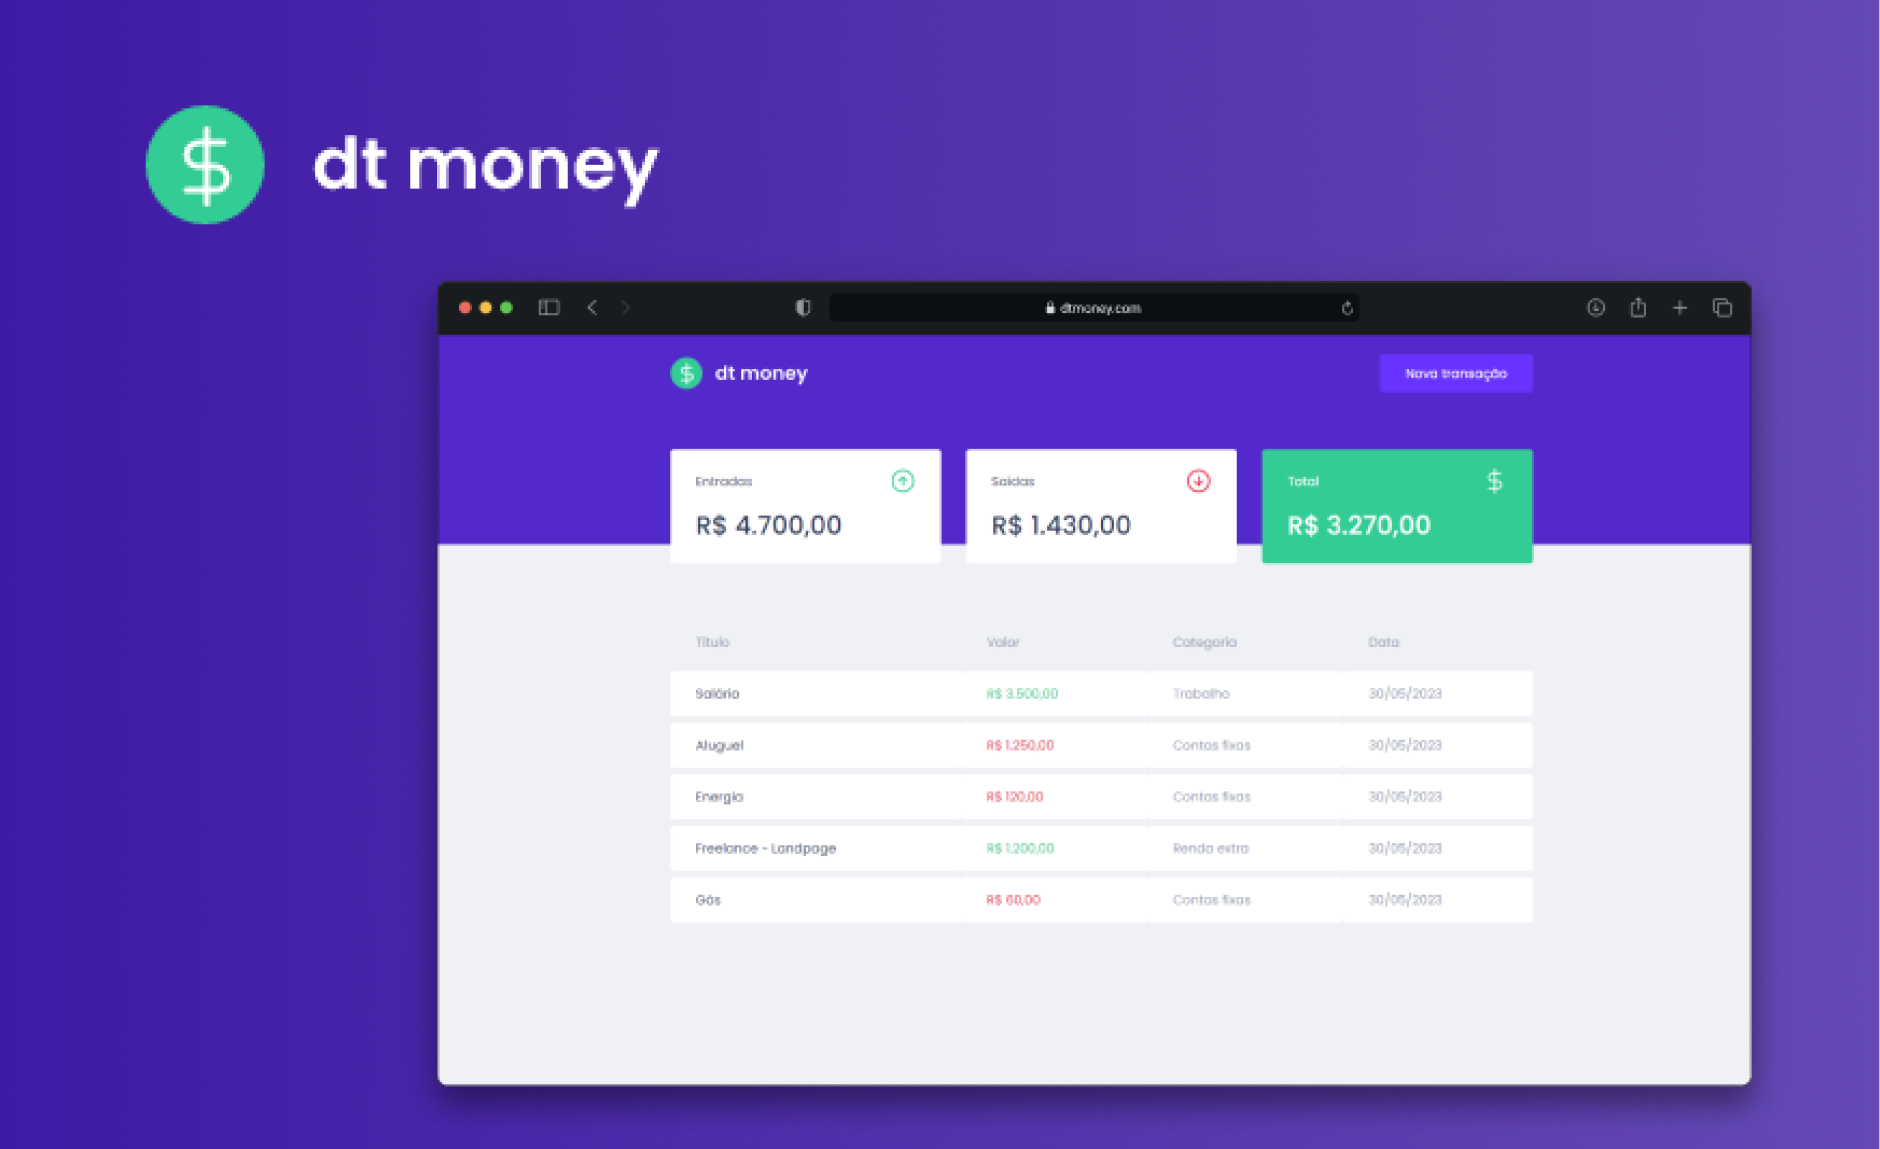 $ dt money
dtmoney.com
$ dt money
Nova transação
Entradas
Saídas
Total
$
R$ 4.700,00
R$ 1.430,00
R$ 3.270,00
Título Valor Categoria Data
Salário R$ 3.500,00 Trabalho 30/05/2023
Aluguel R$ 1.250,00 Contas fixas 30/05/2023
Energia R$ 120,00 Contas fixas 30/05/2023
Freelance - Landpage R$ 1.200,00 Renda extra 30/05/2023
Gás R$ 60,00 Contas fixas 30/05/2023